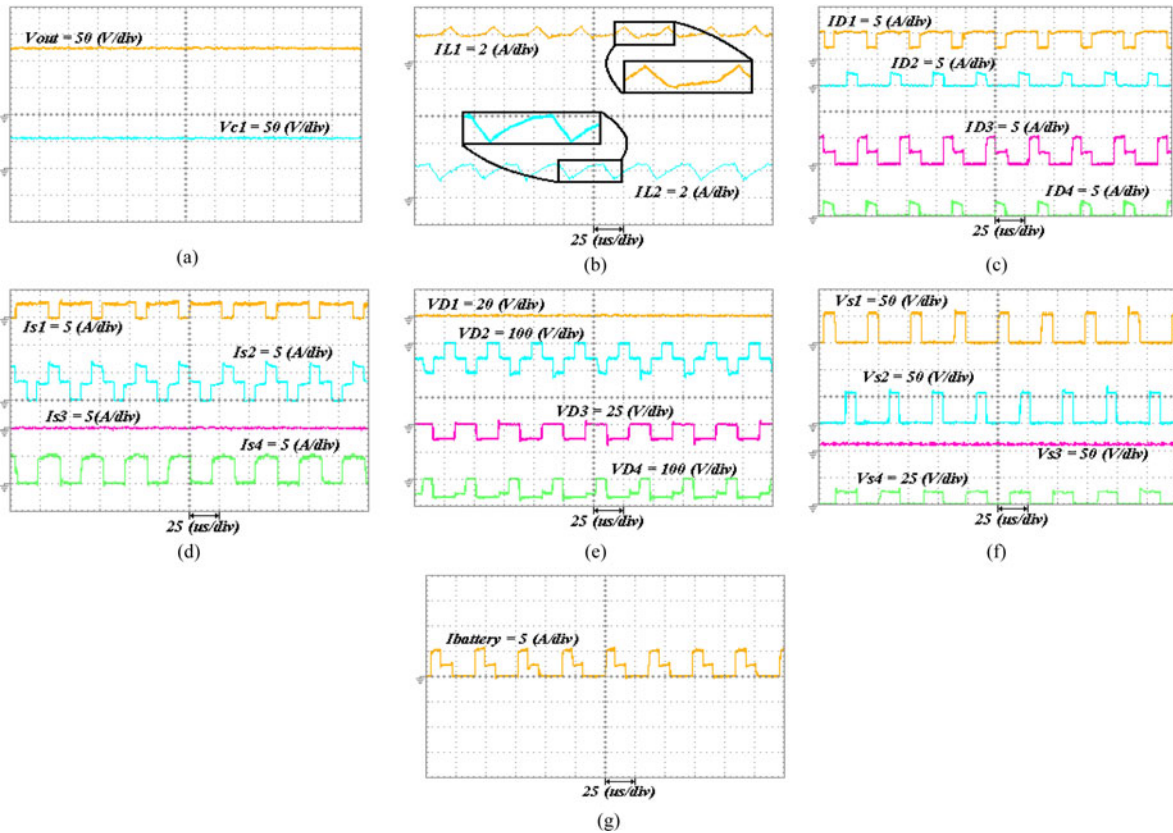 Vout = 50 (V/div)
Vc1 = 50 (V/div)
(a)
IL1 = 2 (A/div)
IL2 = 2 (A/div)
25 (us/div)
(b)
ID1 = 5 (A/div)
ID2 = 5 (A/div)
ID3 = 5 (A/div)
ID4 = 5 (A/div)
25 (us/div)
(c)
Is1 = 5 (A/div)
Is2 = 5 (A/div)
Is3 = 5(A/div)
Is4 = 5 (A/div)
25 (us/div)
(d)
VD1 = 20 (V/div)
VD2 = 100 (V/div)
VD3 = 25 (V/div)
VD4 = 100 (V/div)
25 (us/div)
(e)
Vs1 = 50 (V/div)
Vs2 = 50 (V/div)
Vs3 = 50 (V/div)
Vs4 = 25 (V/div)
25 (us/div)
(f)
Ibattery = 5 (A/div)
25 (us/div)
(g)